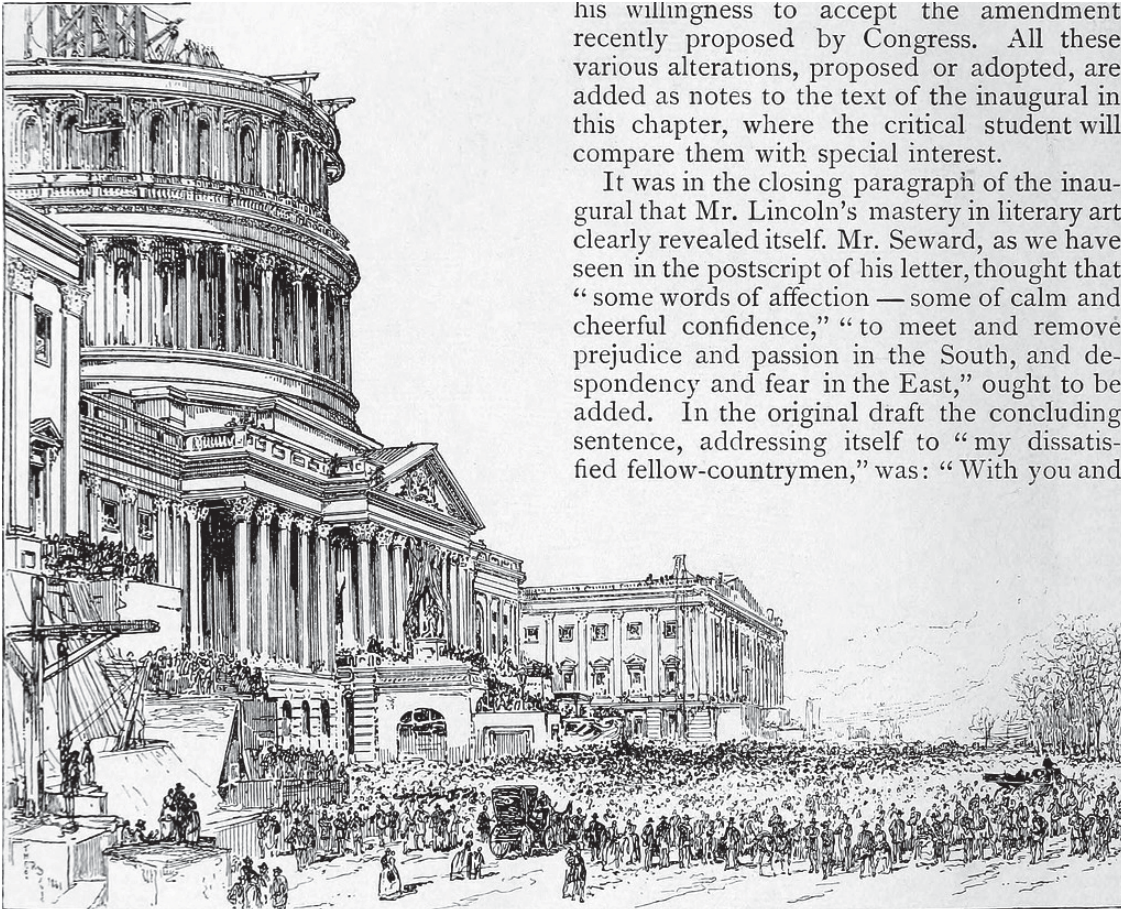 his willingness to accept the amendment
recently proposed by Congress. All these
various alterations, proposed or adopted, are
added as notes to the text of the inaugural in
this chapter, where the critical student will
compare them with special interest.
It was in the closing paragraph of the inau-
gural that Mr. Lincoln’s mastery in literary art
clearly revealed itself. Mr. Seward, as we have
seen in the postscript of his letter, thought that
“ some words of affection — some of calm and
cheerful confidence,” “ to meet and remove
prejudice and passion in the South, and de-
spondency and fear in the East,” ought to be
added. In the original draft the concluding
sentence, addressing itself to “ my dissatis-
fied fellow-countrymen,” was: “ With you and